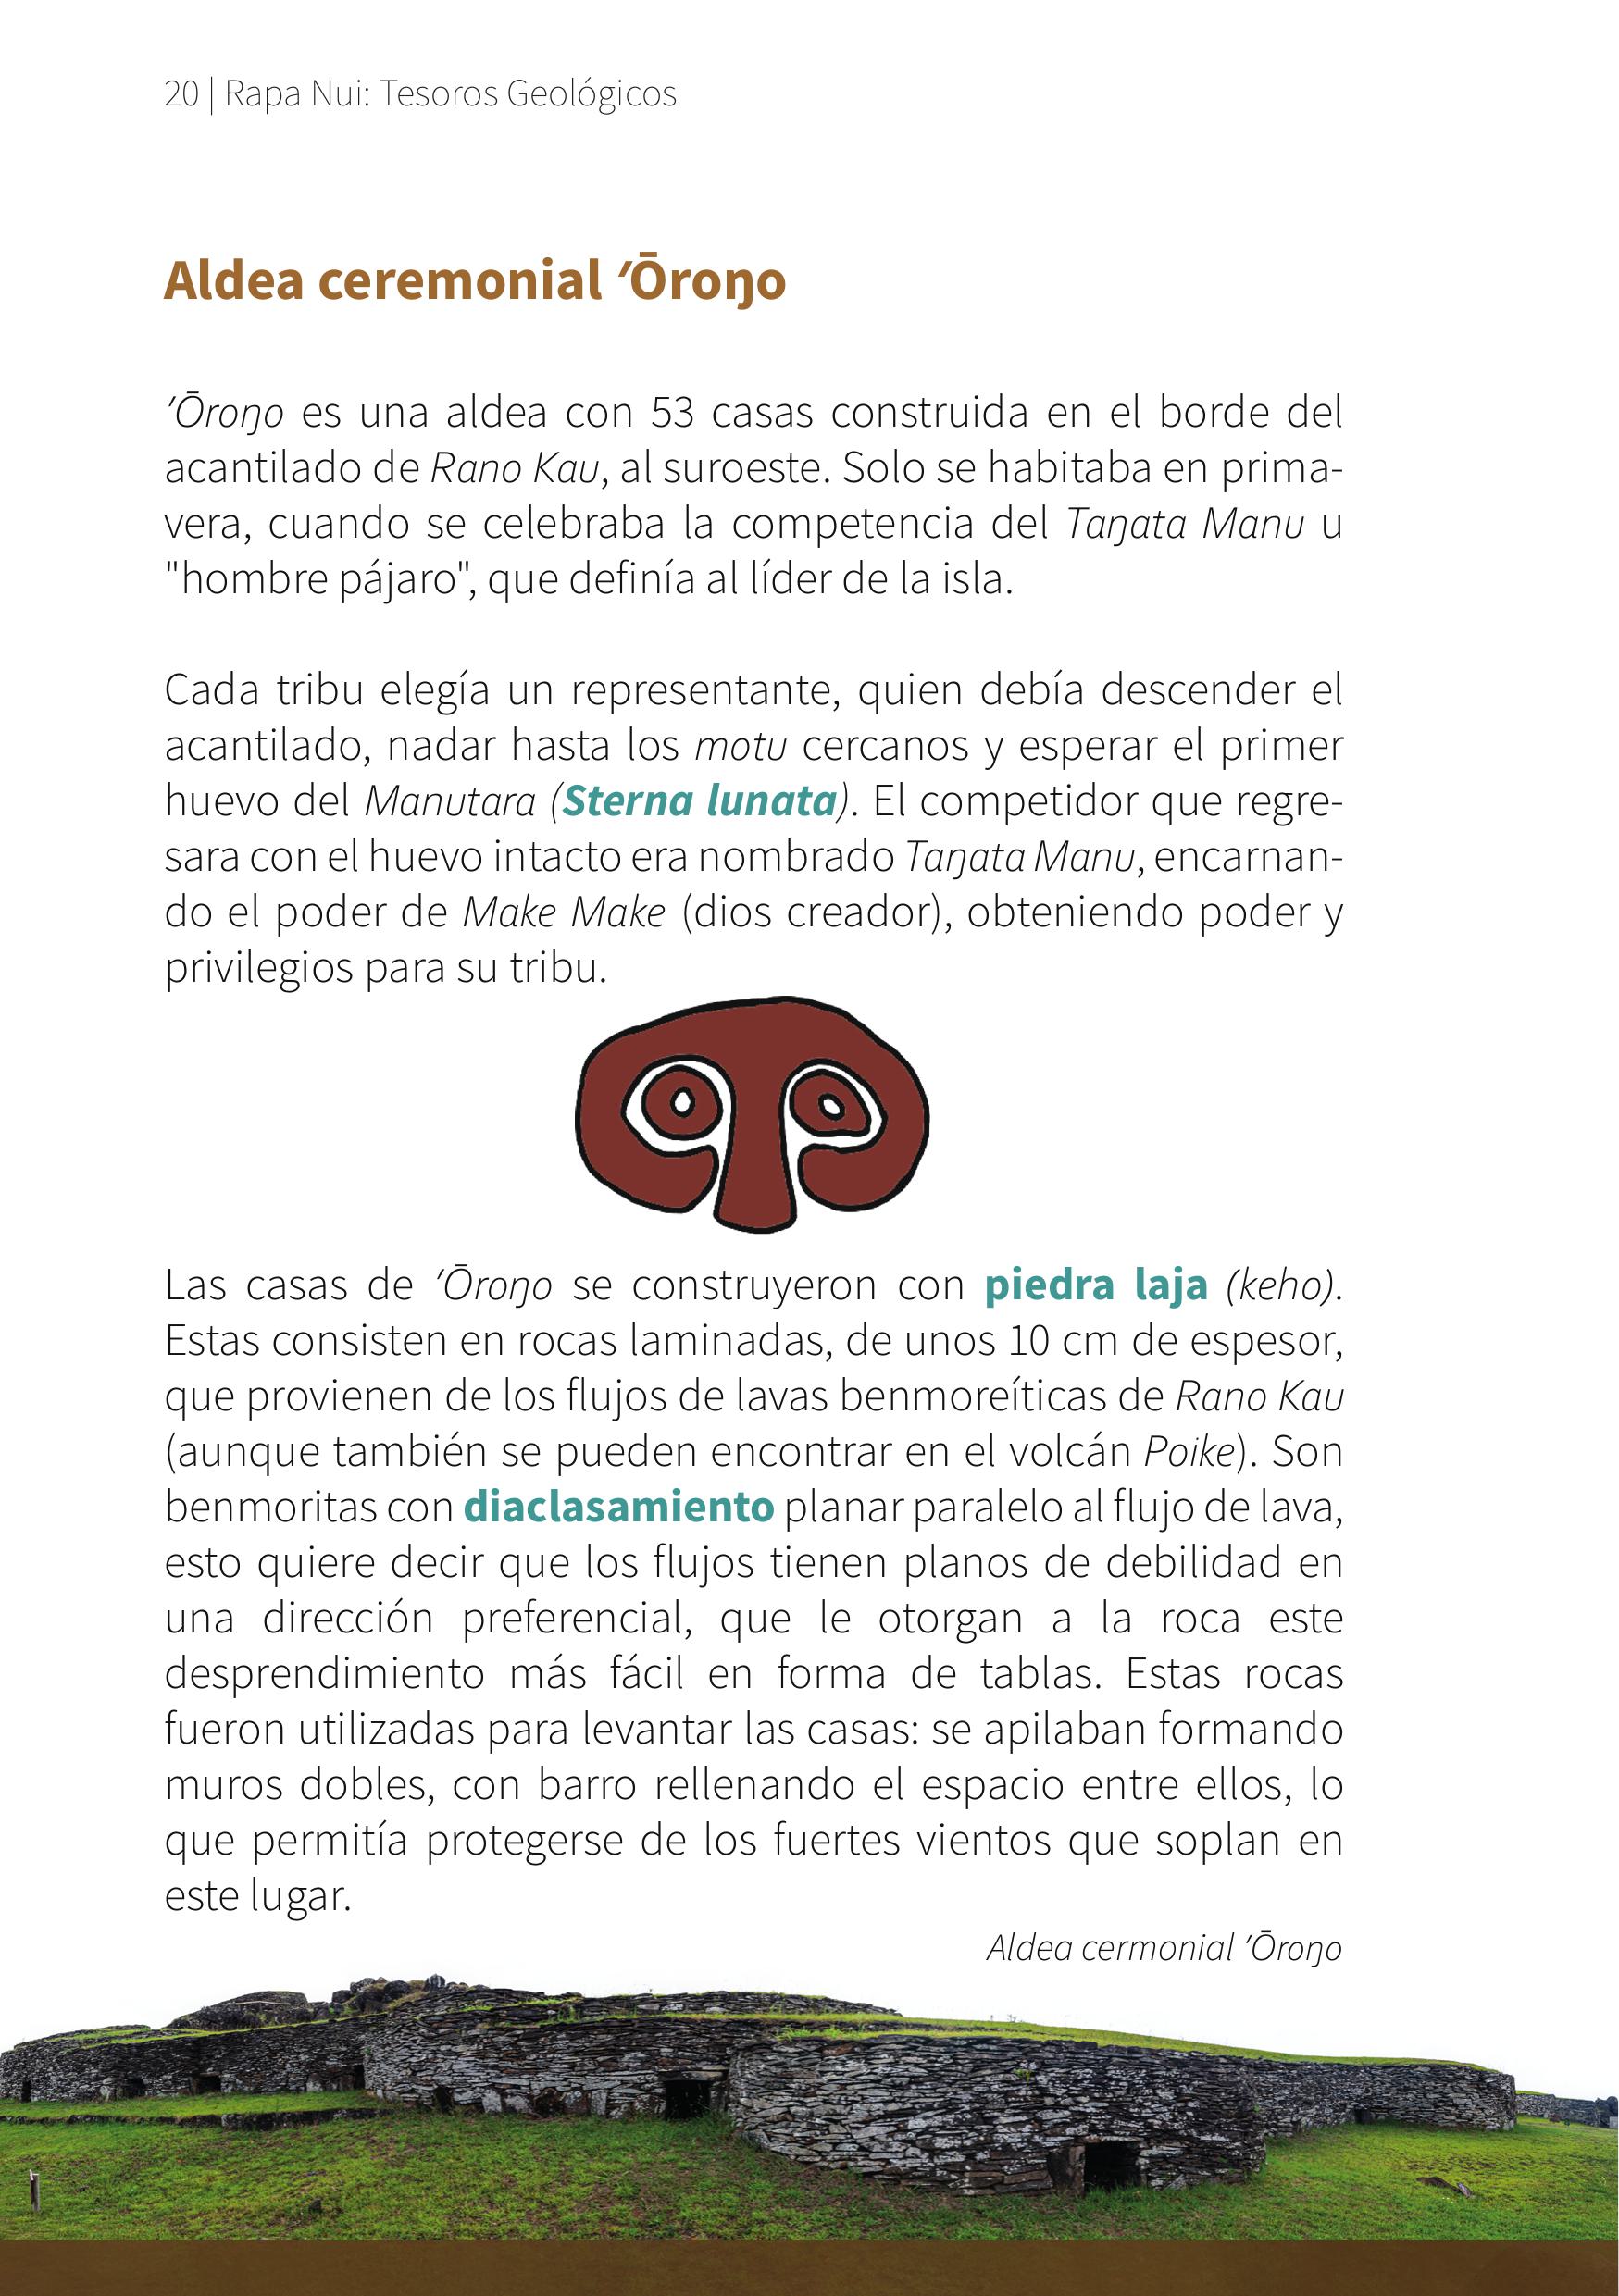 20 | Rapa Nui: Tesoros Geológicos
Aldea ceremonial ʹŌroŋo
ʹŌroŋo es una aldea con 53 casas construida en el borde del
acantilado de Rano Kau, al suroeste. Solo se habitaba en prima-
vera, cuando se celebraba la competencia del Taŋata Manu u
"hombre pájaro", que definía al líder de la isla.
Cada tribu elegía un representante, quien debía descender el
acantilado, nadar hasta los motu cercanos y esperar el primer
huevo del Manutara (Sterna lunata). El competidor que regre-
sara con el huevo intacto era nombrado Taŋata Manu, encarnan-
do el poder de Make Make (dios creador), obteniendo poder y
privilegios para su tribu.
Las casas de ʹŌroŋo se construyeron con piedra laja (keho).
Estas consisten en rocas laminadas, de unos 10 cm de espesor,
que provienen de los flujos de lavas benmoreíticas de Rano Kau
(aunque también se pueden encontrar en el volcán Poike). Son
benmoritas con diaclasamiento planar paralelo al flujo de lava,
esto quiere decir que los flujos tienen planos de debilidad en
una dirección preferencial, que le otorgan a la roca este
desprendimiento más fácil en forma de tablas. Estas rocas
fueron utilizadas para levantar las casas: se apilaban formando
muros dobles, con barro rellenando el espacio entre ellos, lo
que permitía protegerse de los fuertes vientos que soplan en
este lugar.
Aldea cermonial ʹŌroŋo